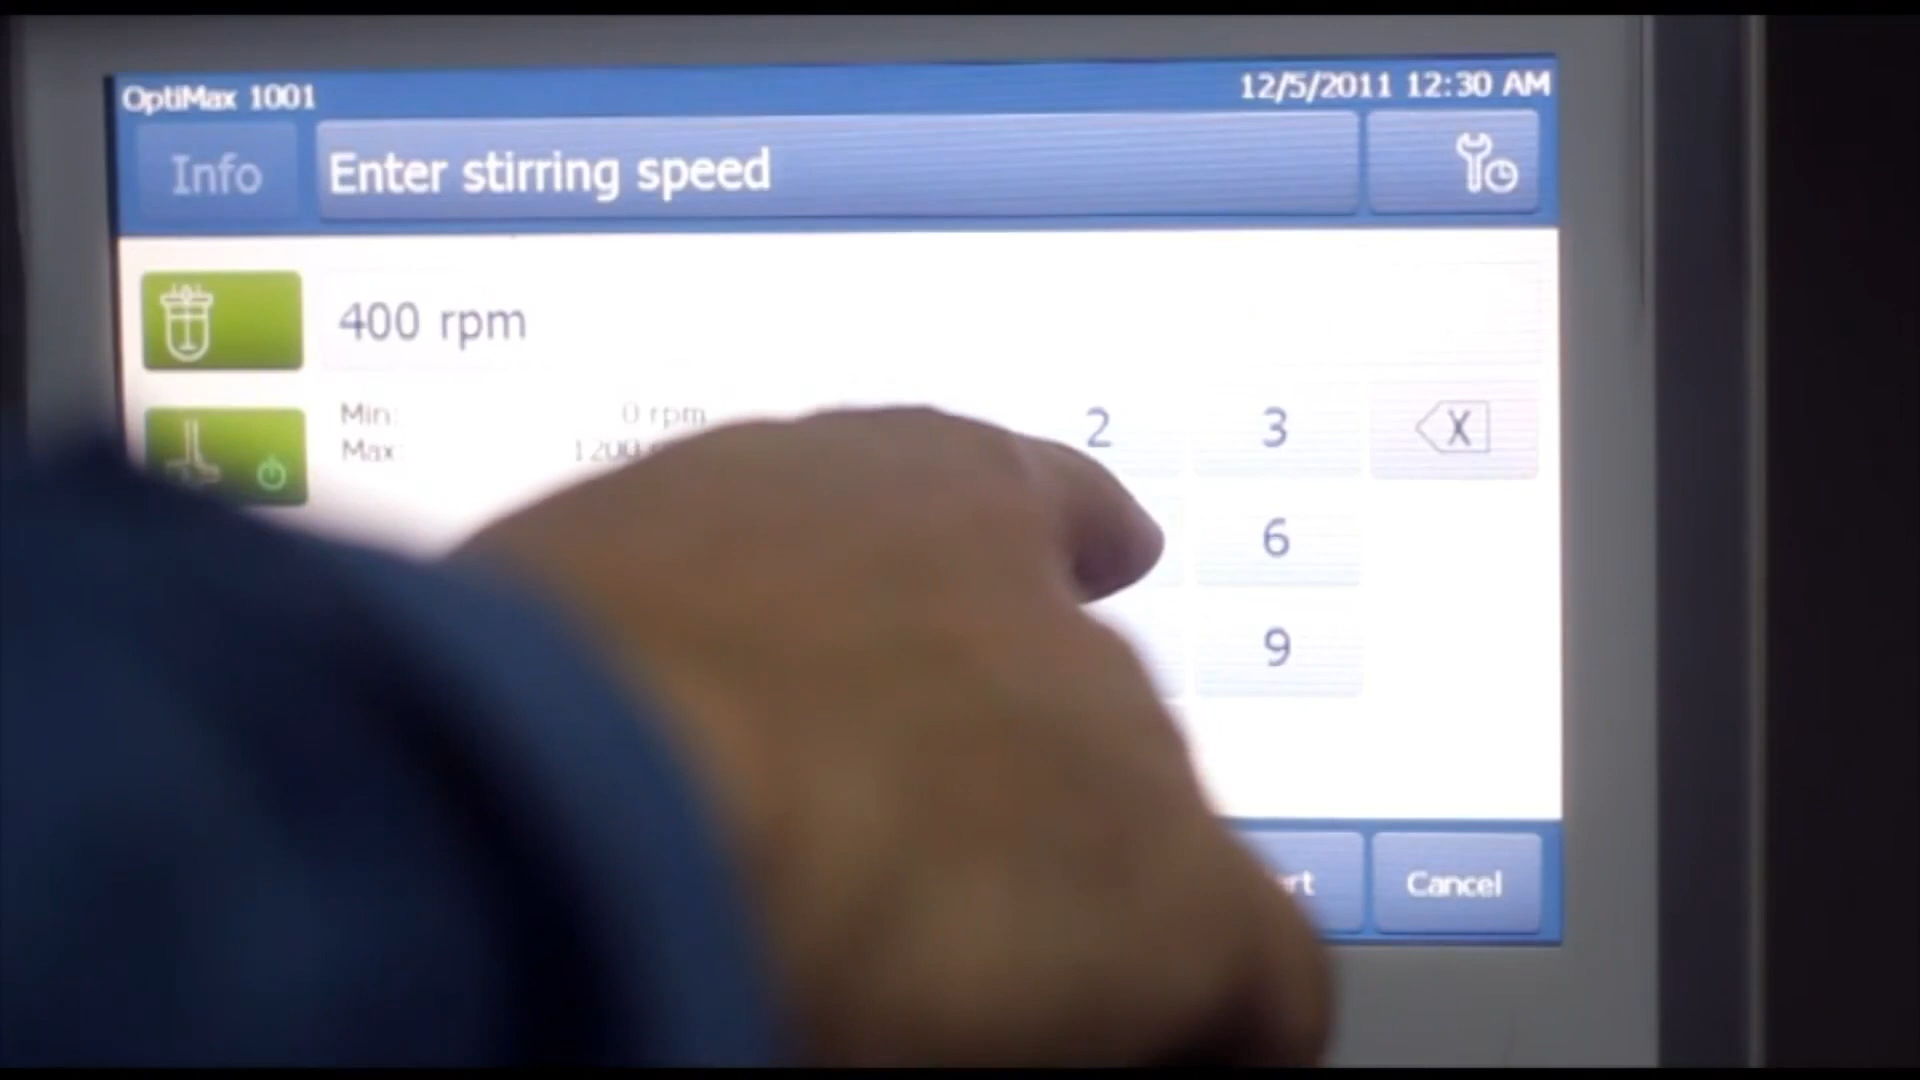 OptiMax 1001
12/5/2011 12:30 AM
Info
Enter stirring speed
400 rpm
Min: 0 rpm
Max: 1200
2 3 X
6
9
Cancel